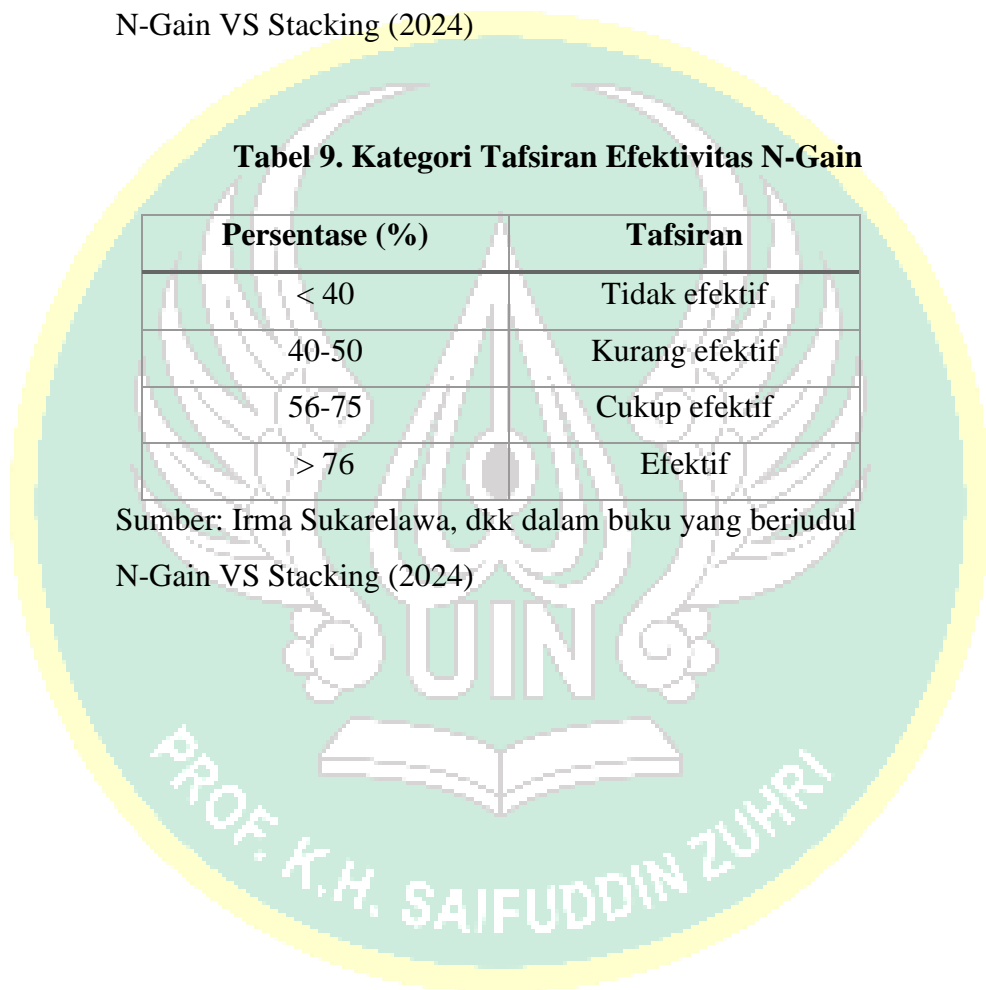 N-Gain VS Stacking (2024)
Tabel 9. Kategori Tafsiran Efektivitas N-Gain
Persentase (%) Tafsiran
< 40 Tidak efektif
40-50 Kurang efektif
56-75 Cukup efektif
> 76 Efektif
Sumber: Irma Sukarelawa, dkk dalam buku yang berjudul
N-Gain VS Stacking (2024)
UIN
PROF. K.H. SAIFUDDIN ZUHRI